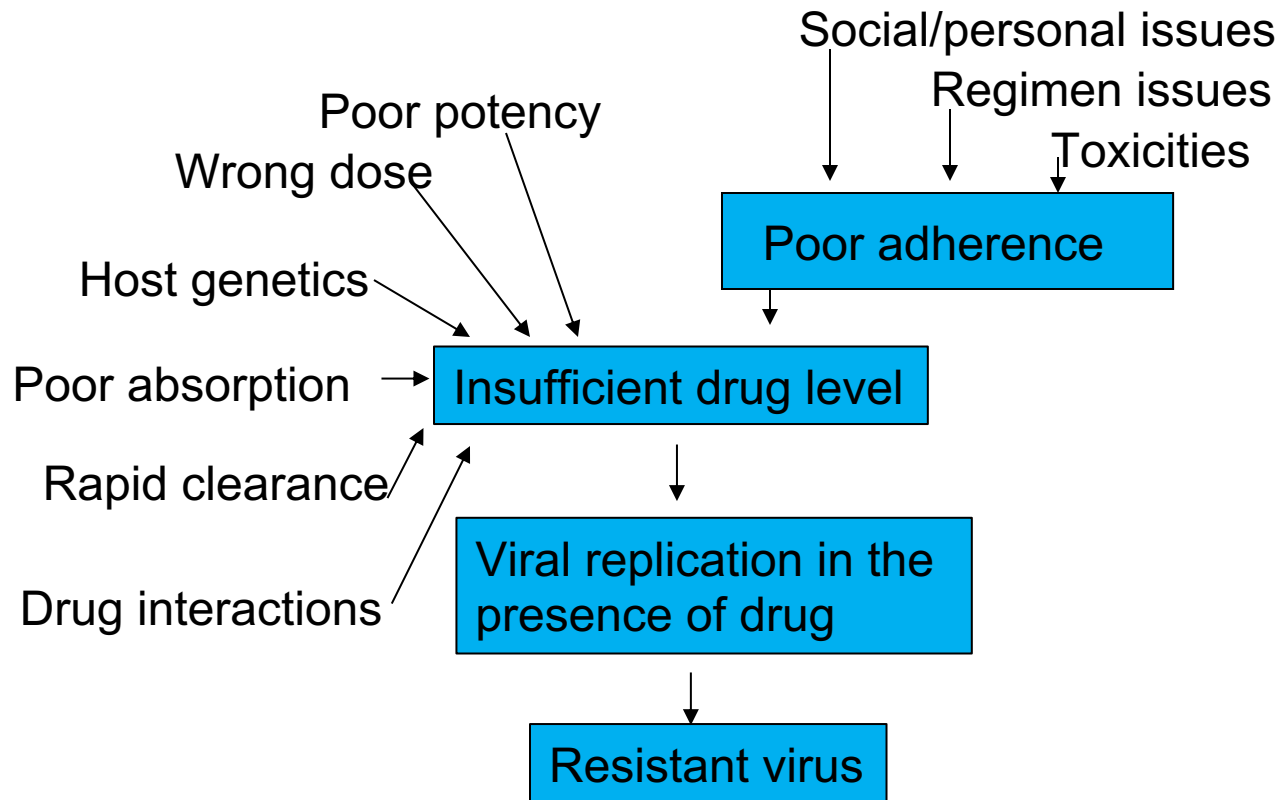 Social/personal issues
Regimen issues
Poor potency
Toxicities
Wrong dose
Poor adherence
Host genetics
Poor absorption
Insufficient drug level
Rapid clearance
Viral replication in the
presence of drug
Drug interactions
Resistant virus